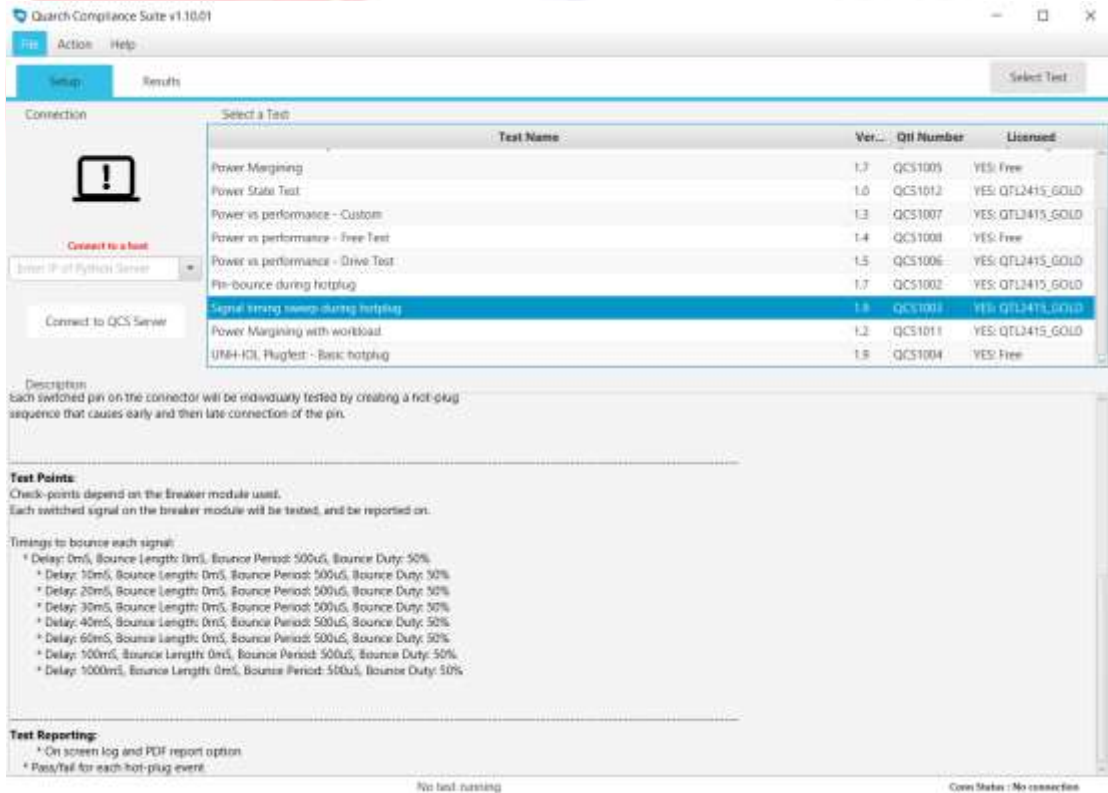 Quarch Compliance Suite v1.10.01
File Action Help
Setup Results Select Test
Connection Select a Test
Test Name Ver... Qtl Number Licensed
Power Margining 1.7 QCS1005 YES: Free
Power State Test 1.0 QCS1012 YES: QTL2415_GOLD
Power vs performance - Custom 1.3 QCS1007 YES: QTL2415_GOLD
Power vs performance - Free Test 1.4 QCS1008 YES: Free
Power vs performance - Drive Test 1.5 QCS1006 YES: QTL2415_GOLD
Pin-bounce during hotplug 1.7 QCS1002 YES: QTL2415_GOLD
Signal timing sweep during hotplug QCS1003 YES: QTL2415_GOLD
Power Margining with workload 1.2 QCS1011 YES: QTL2415_GOLD
UNH-IOL Plugfest - Basic hotplug 1.9 QCS1004 YES: Free
Connect to a host
Enter IP of Python Server
Connect to QCS Server
Description
Each switched pin on the connector will be individually tested by creating a hot-plug
sequence that causes early and then late connection of the pin.
Test Points:
Check-points depend on the Breaker module used.
Each switched signal on the breaker module will be tested, and be reported on.
Timings to bounce each signal:
* Delay: 0mS, Bounce Length: 0mS, Bounce Period: 500uS, Bounce Duty: 50%
* Delay: 10mS, Bounce Length: 0mS, Bounce Period: 500uS, Bounce Duty: 50%
* Delay: 20mS, Bounce Length: 0mS, Bounce Period: 500uS, Bounce Duty: 50%
* Delay: 30mS, Bounce Length: 0mS, Bounce Period: 500uS, Bounce Duty: 50%
* Delay: 40mS, Bounce Length: 0mS, Bounce Period: 500uS, Bounce Duty: 50%
* Delay: 60mS, Bounce Length: 0mS, Bounce Period: 500uS, Bounce Duty: 50%
* Delay: 100mS, Bounce Length: 0mS, Bounce Period: 500uS, Bounce Duty: 50%
* Delay: 1000mS, Bounce Length: 0mS, Bounce Period: 500uS, Bounce Duty: 50%
Test Reporting:
* On screen log and PDF report option
* Pass/fail for each hot-plug event
No test running Conn Status : No connection